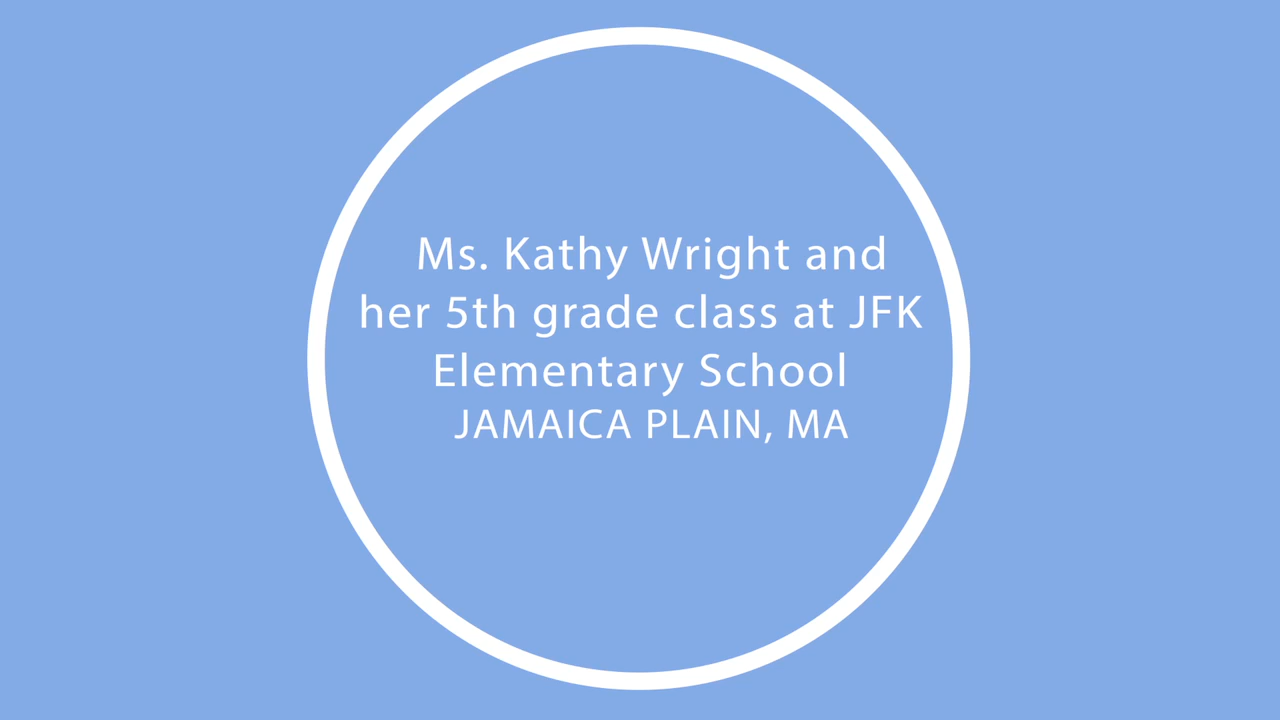 Ms. Kathy Wright and
her 5th grade class at JFK
Elementary School
JAMAICA PLAIN, MA